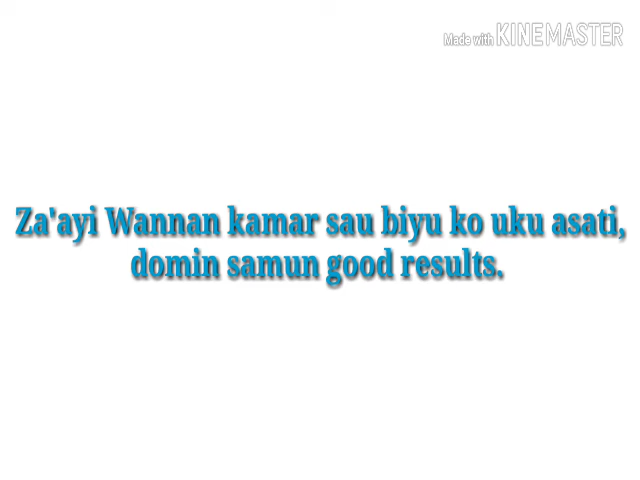 Made with KINEMASTER
Za'ayi Wannan kamar sau biyu ko uku asati,
domin samun good results.